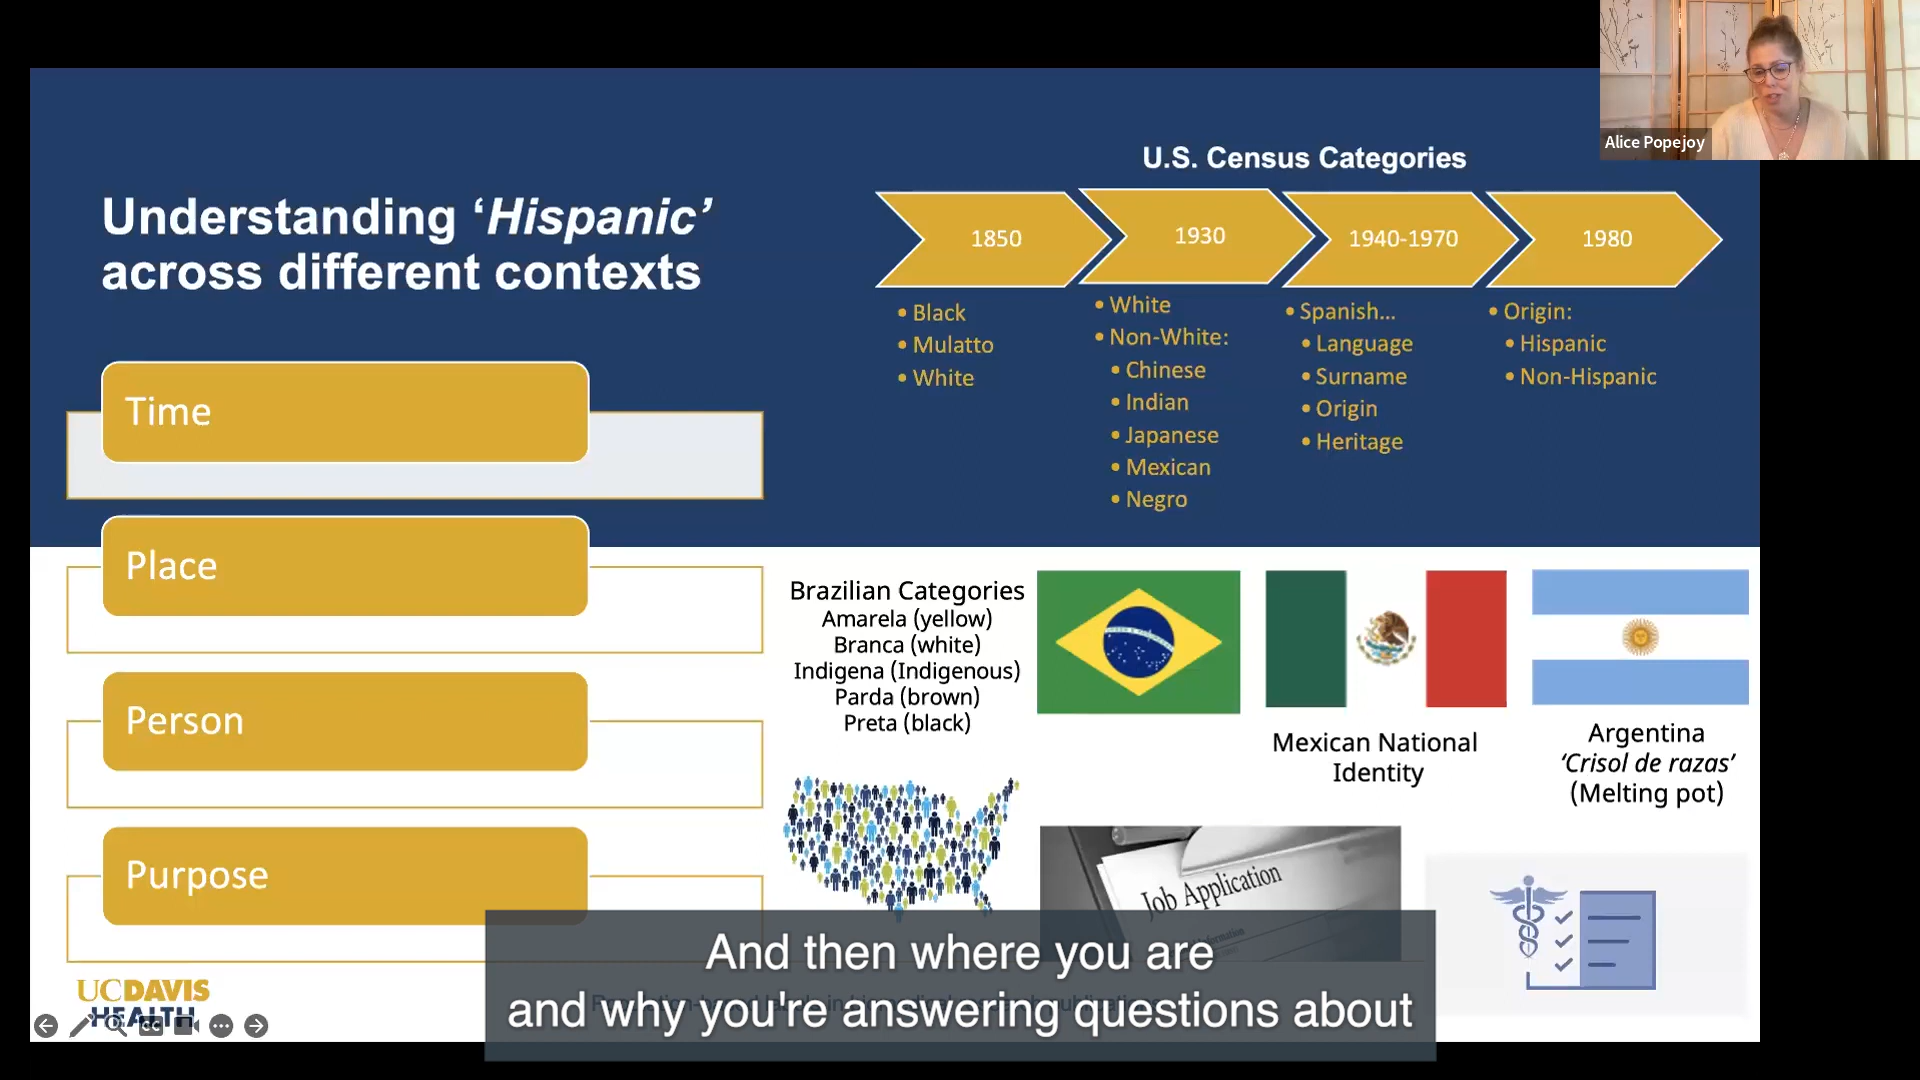 Alice Popejoy
Understanding ‘Hispanic’
across different contexts
U.S. Census Categories
1850
• Black
• Mulatto
• White
1930
• White
• Non-White:
• Chinese
• Indian
• Japanese
• Mexican
• Negro
1940-1970
• Spanish...
• Language
• Surname
• Origin
• Heritage
1980
• Origin:
• Hispanic
• Non-Hispanic
Time
Place
Person
Purpose
Brazilian Categories
Amarela (yellow)
Branca (white)
Indigena (Indigenous)
Parda (brown)
Preta (black)
Mexican National
Identity
Argentina
‘Crisol de razas’
(Melting pot)
Job Application
UCDAVIS
HEALTH
CC
And then where you are
and why you're answering questions about